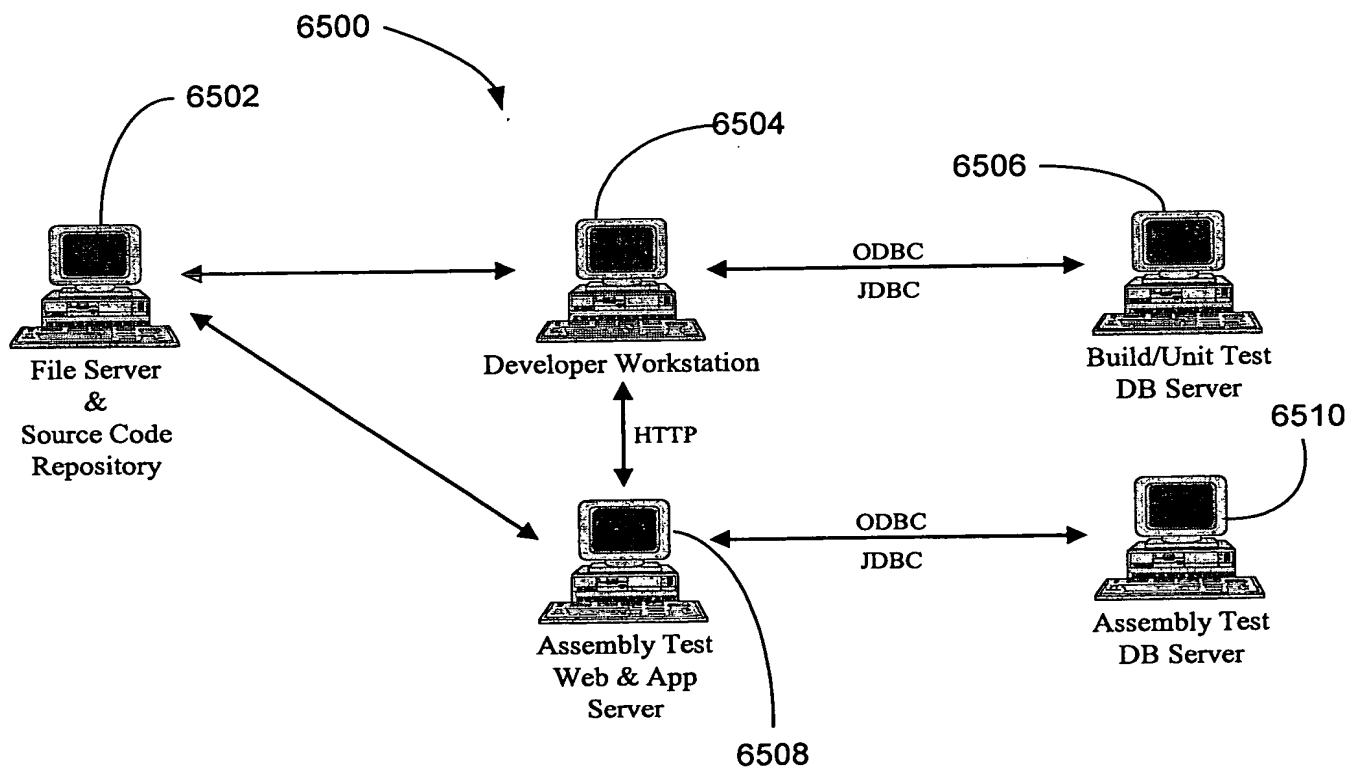 6500
6502
6504
6506
ODBC
JDBC
File Server
&
Source Code
Repository
Developer Workstation
Build/Unit Test
DB Server
6510
HTTP
ODBC
JDBC
Assembly Test
Web & App
Server
Assembly Test
DB Server
6508